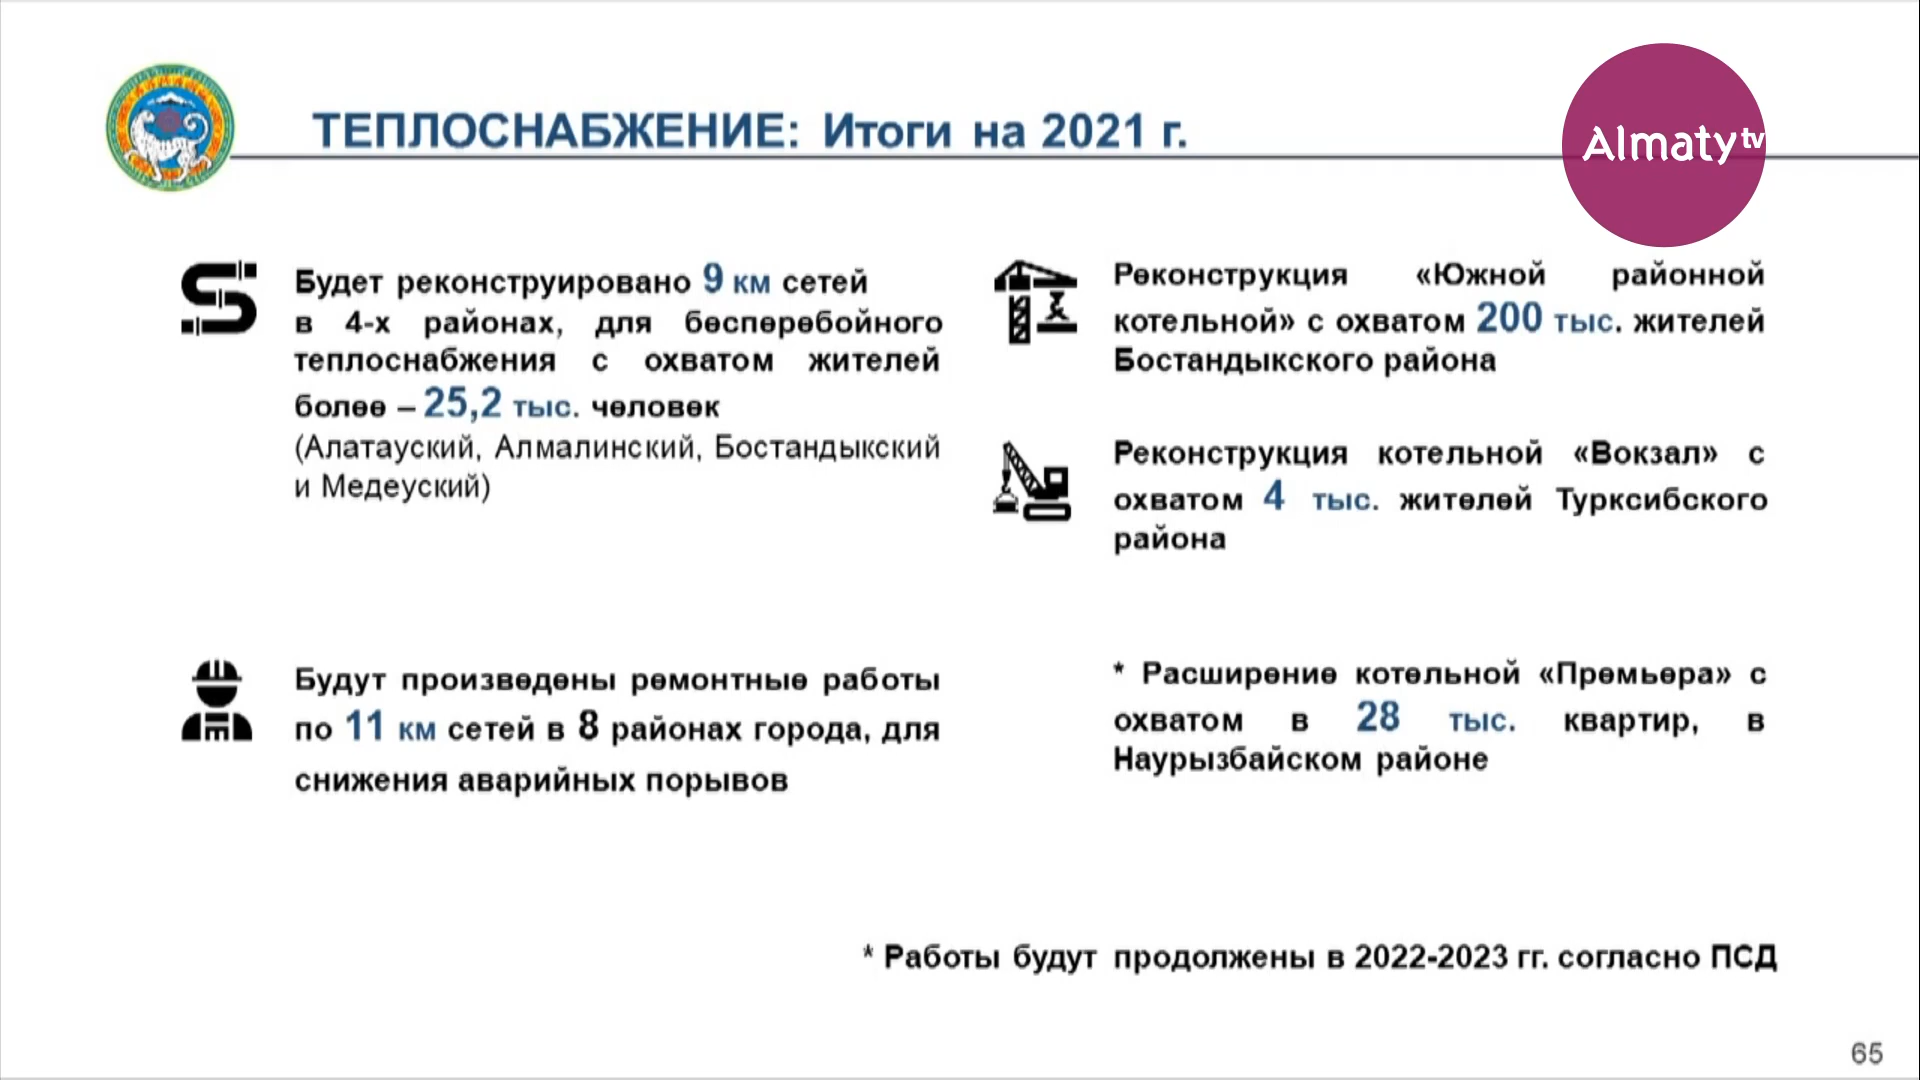 ТЕПЛОСНАБЖЕНИЕ: Итоги на 2021 г.
Almaty tv
Будет реконструировано 9 км сетей
в 4-х районах, для бесперебойного
теплоснабжения с охватом жителей
более – 25,2 тыс. человек
(Алатауский, Алмалинский, Бостандыкский
и Медеуский)
Будут произведены ремонтные работы
по 11 км сетей в 8 районах города, для
снижения аварийных порывов
Реконструкция «Южной районной
котельной» с охватом 200 тыс. жителей
Бостандыкского района
Реконструкция котельной «Вокзал» с
охватом 4 тыс. жителей Турксибского
района
* Расширение котельной «Премьера» с
охватом в 28 тыс. квартир, в
Наурызбайском районе
* Работы будут продолжены в 2022-2023 гг. согласно ПСД
65